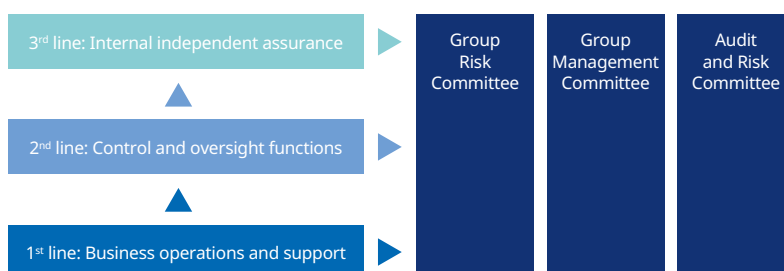 3rd line: Internal independent assurance
2nd line: Control and oversight functions
1st line: Business operations and support
Group
Risk
Committee
Group
Management
Committee
Audit
and Risk
Committee